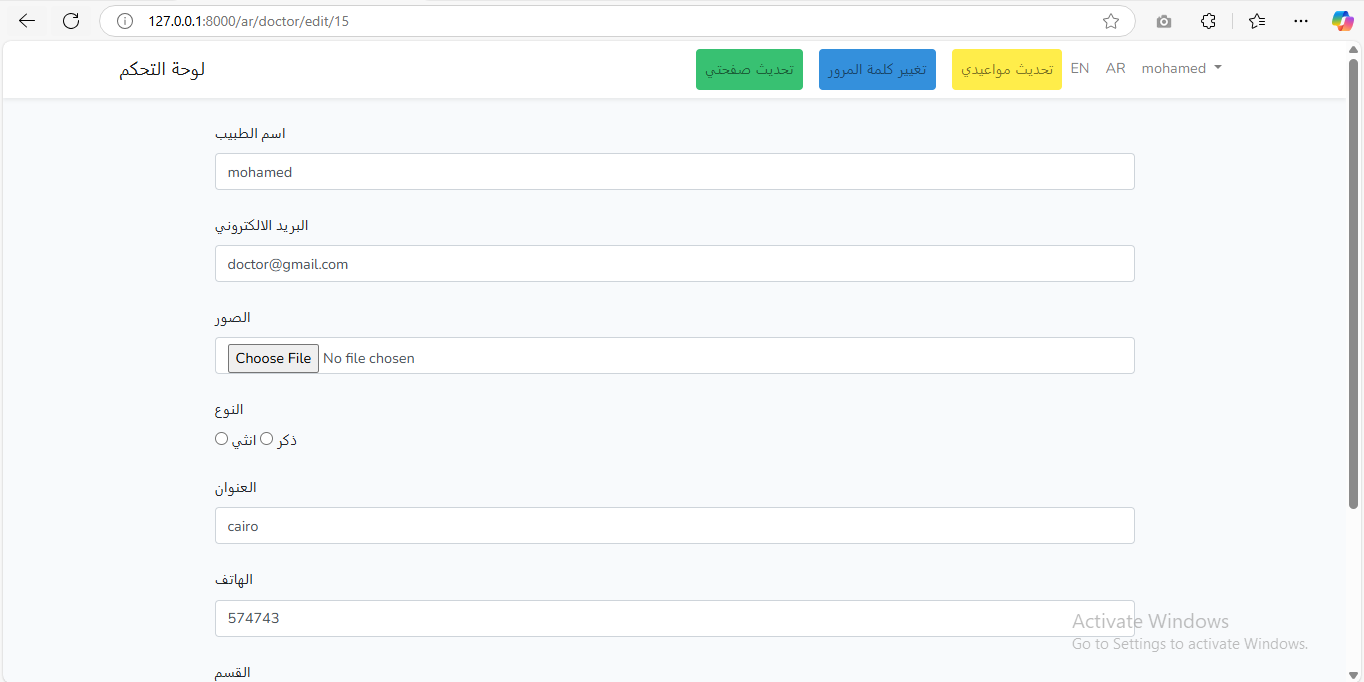 127.0.0.1:8000/ar/doctor/edit/15
لوحة التحكم
تحديث صفحتي
تغيير كلمة المرور
تحديث مواعيدي
EN
AR
mohamed
اسم الطبيب
mohamed
البريد الالكتروني
doctor@gmail.com
الصور
Choose File No file chosen
النوع
ذكر انثي
العنوان
cairo
الهاتف
574743
Activate Windows
Go to Settings to activate Windows.
القسم